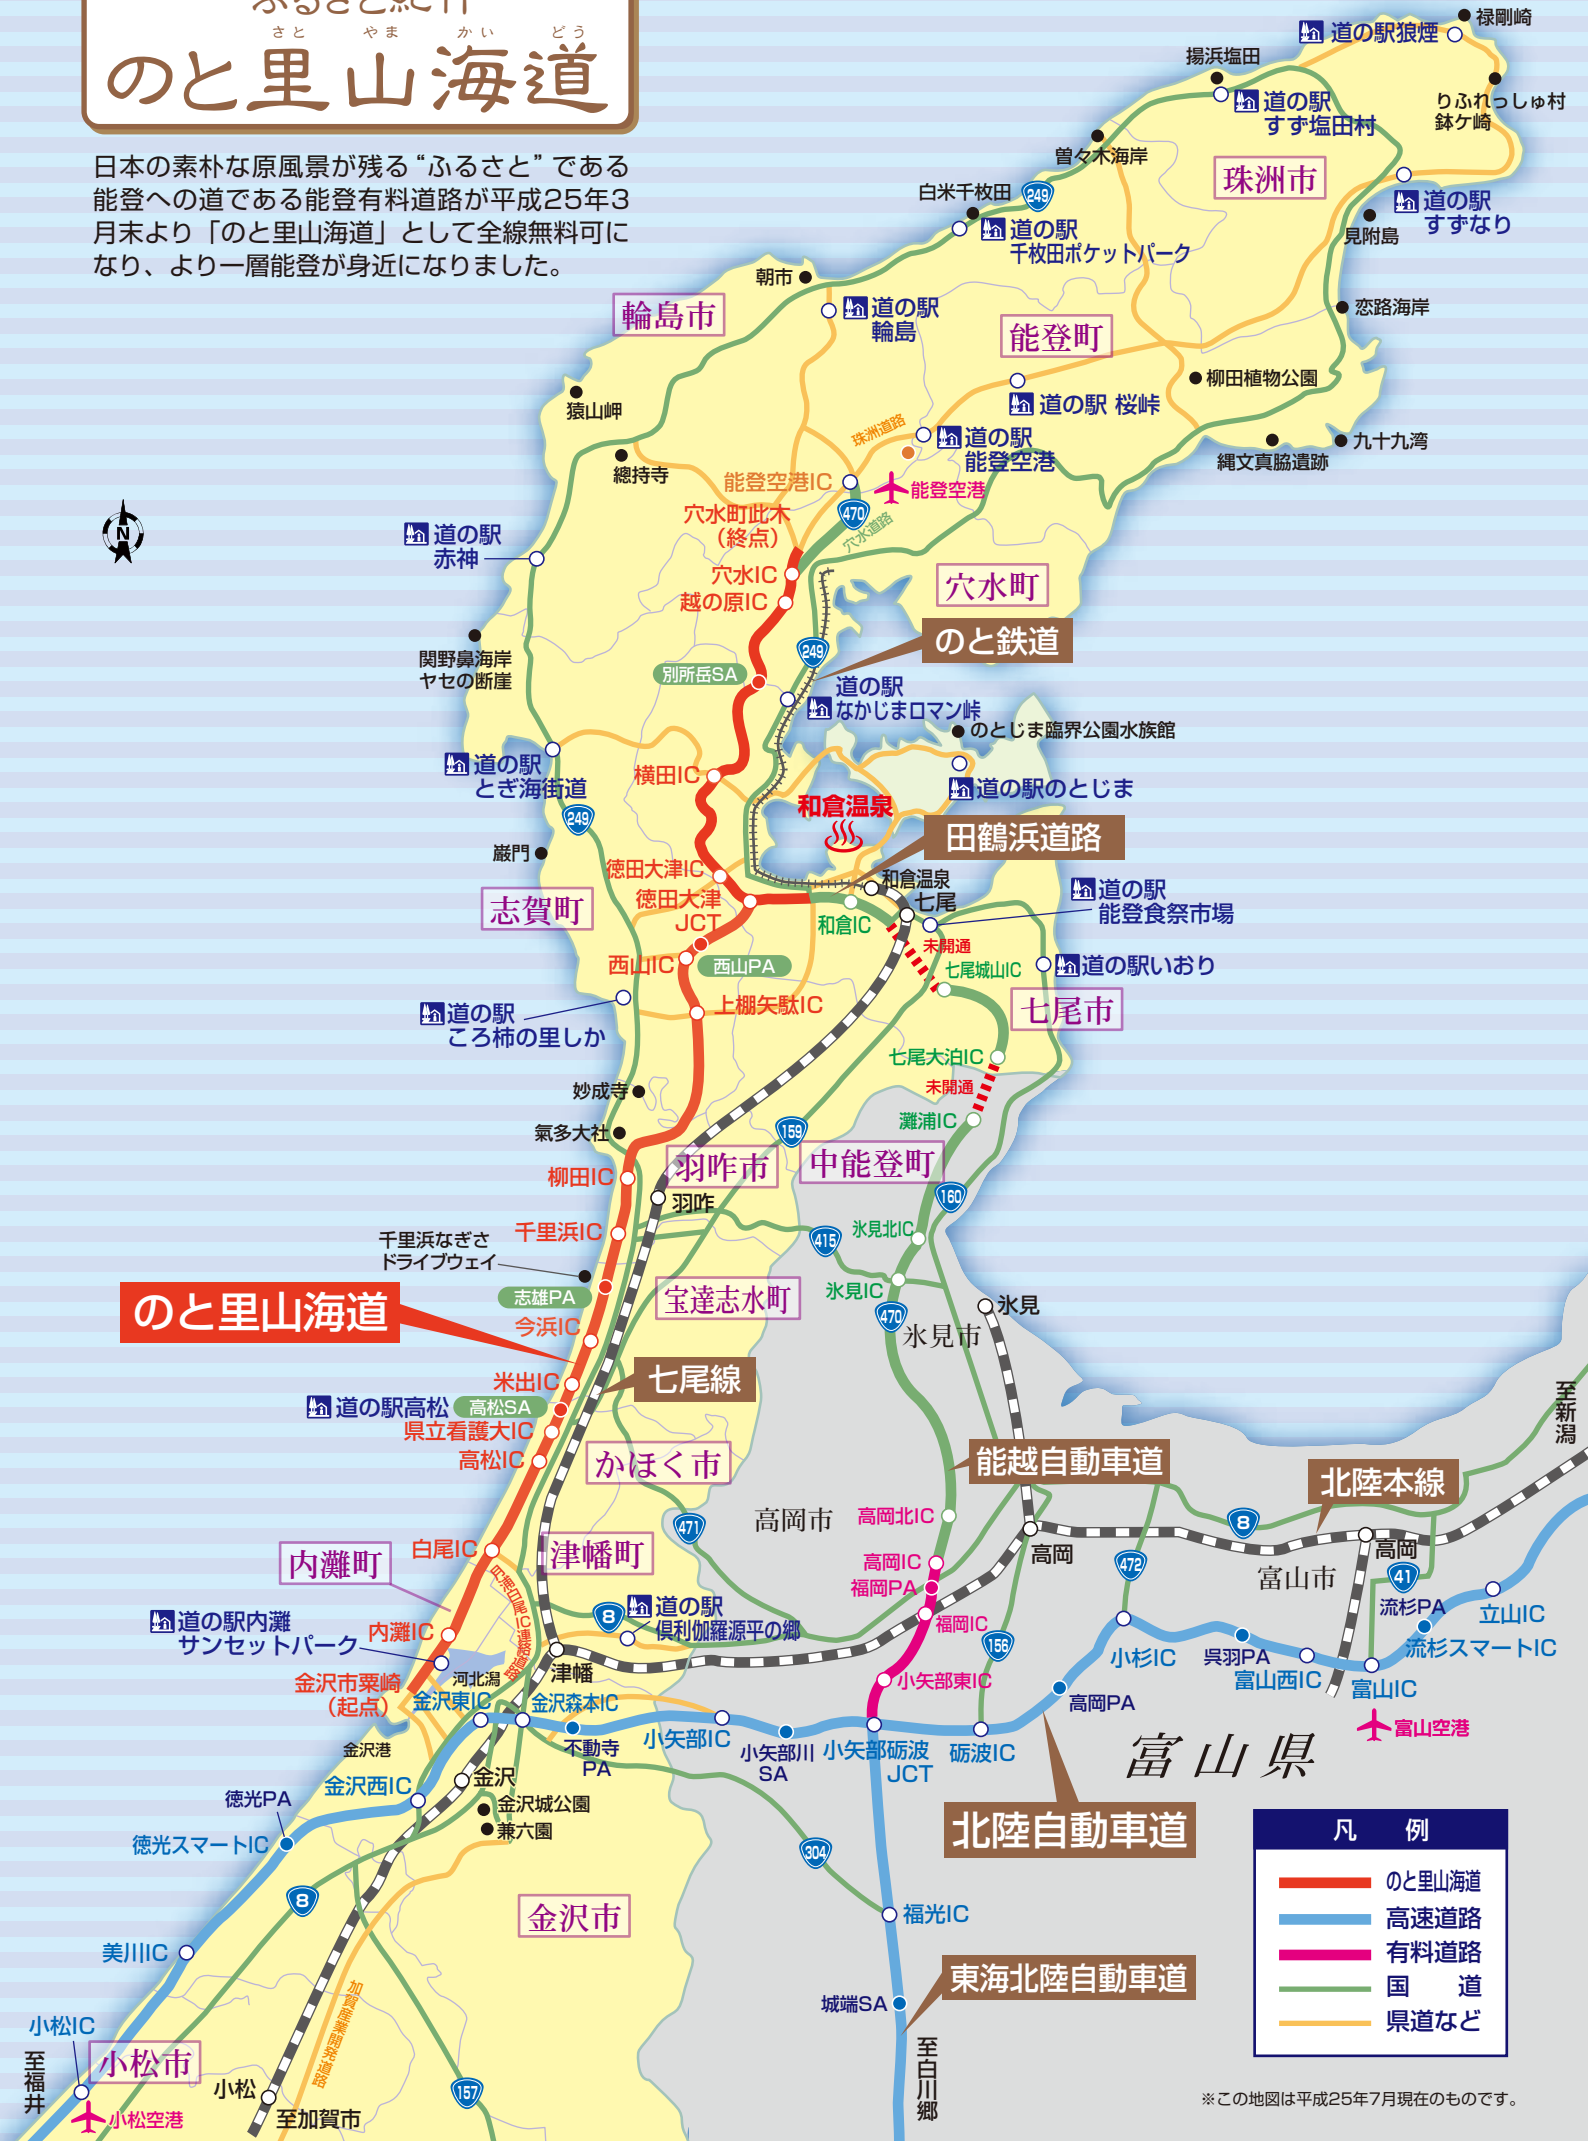 ふるさと紀行
さと やま かい どう
のと里山海道
日本の素朴な原風景が残る“ふるさと”である
能登への道である能登有料道路が平成25年3
月末より「のと里山海道」として全線無料可に
なり、より一層能登が身近になりました。
禄剛崎
道の駅狼煙
揚浜塩田
道の駅
すず塩田村
りふれっしゅ村
鉢ケ崎
曽々木海岸
珠洲市
白米千枚田
249
道の駅
すずなり
道の駅
千枚田ポケットパーク
見附島
朝市
輪島市
道の駅
輪島
能登町
恋路海岸
柳田植物公園
猿山岬
道の駅 桜峠
珠洲道路
道の駅
能登空港
九十九湾
縄文真脇遺跡
總持寺
能登空港IC
能登空港
穴水町此木
(終点)
470
穴水道路
N
道の駅
赤神
穴水IC
穴水町
越の原IC
のと鉄道
関野鼻海岸
ヤセの断崖
249
別所岳SA
道の駅
なかじまロマン峠
のとじま臨界公園水族館
道の駅
とぎ海街道
横田IC
道の駅のとじま
249
和倉温泉
田鶴浜道路
巌門
徳田大津IC
和倉温泉
道の駅
能登食祭市場
志賀町
徳田大津
JCT
七尾
和倉IC
未開通
西山IC
西山PA
七尾城山IC
道の駅いおり
道の駅
ころ柿の里しか
上棚矢駄IC
七尾市
七尾大泊IC
未開通
妙成寺
灘浦IC
氣多大社
159
羽咋市
中能登町
柳田IC
160
羽咋
千里浜IC
千里浜なぎさ
ドライブウェイ
415
氷見北IC
志雄PA
宝達志水町
氷見IC
のと里山海道
470
氷見
今浜IC
氷見市
米出IC
七尾線
至新潟
道の駅高松
高松SA
県立看護大IC
高松IC
かほく市
能越自動車道
北陸本線
471
高岡市
高岡北IC
8
白尾IC
津幡町
内灘町
高岡
高岡
高岡IC
472
富山市
41
福岡PA
道の駅内灘
サンセットパーク
白尾IC連絡道路
8
道の駅
倶利伽羅源平の郷
福岡IC
流杉PA
立山IC
内灘IC
156
小杉IC
呉羽PA
流杉スマートIC
河北潟
津幡
小矢部東IC
富山西IC
富山IC
金沢市粟崎
(起点)
金沢東IC
金沢森本IC
高岡PA
富山空港
金沢港
不動寺
PA
小矢部IC
小矢部川
SA
小矢部砺波
JCT
砺波IC
富山県
金沢西IC
金沢
徳光PA
金沢城公園
兼六園
徳光スマートIC
北陸自動車道
凡 例
304
のと里山海道
高速道路
有料道路
国 道
県道など
8
金沢市
福光IC
美川IC
加賀産業開発道路
東海北陸自動車道
城端SA
小松IC
至白川郷
至福井
小松市
小松
157
小松空港
至加賀市
※この地図は平成25年7月現在のものです。